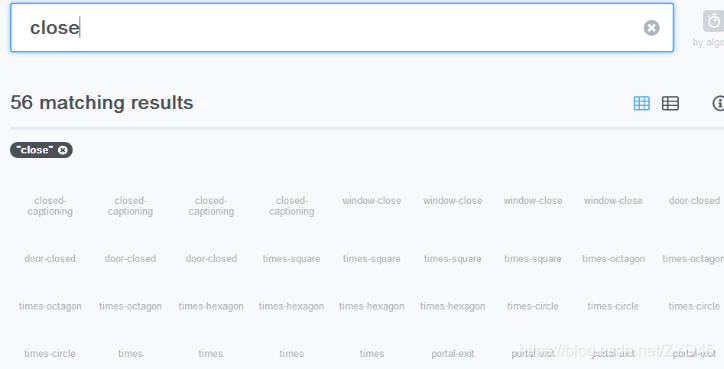 close
by algo
56 matching results
"close"
closed-captioning closed-captioning closed-captioning closed-captioning window-close window-close window-close window-close door-closed
door-closed door-closed door-closed times-square times-square times-square times-square times-octagon times-octagon
times-octagon times-octagon times-hexagon times-hexagon times-hexagon times-hexagon times-circle times-circle times-circle
times-circle times times times times portal-exit portal-exit portal-exit portal-exit
https://blog.csdn.net/ZYD45